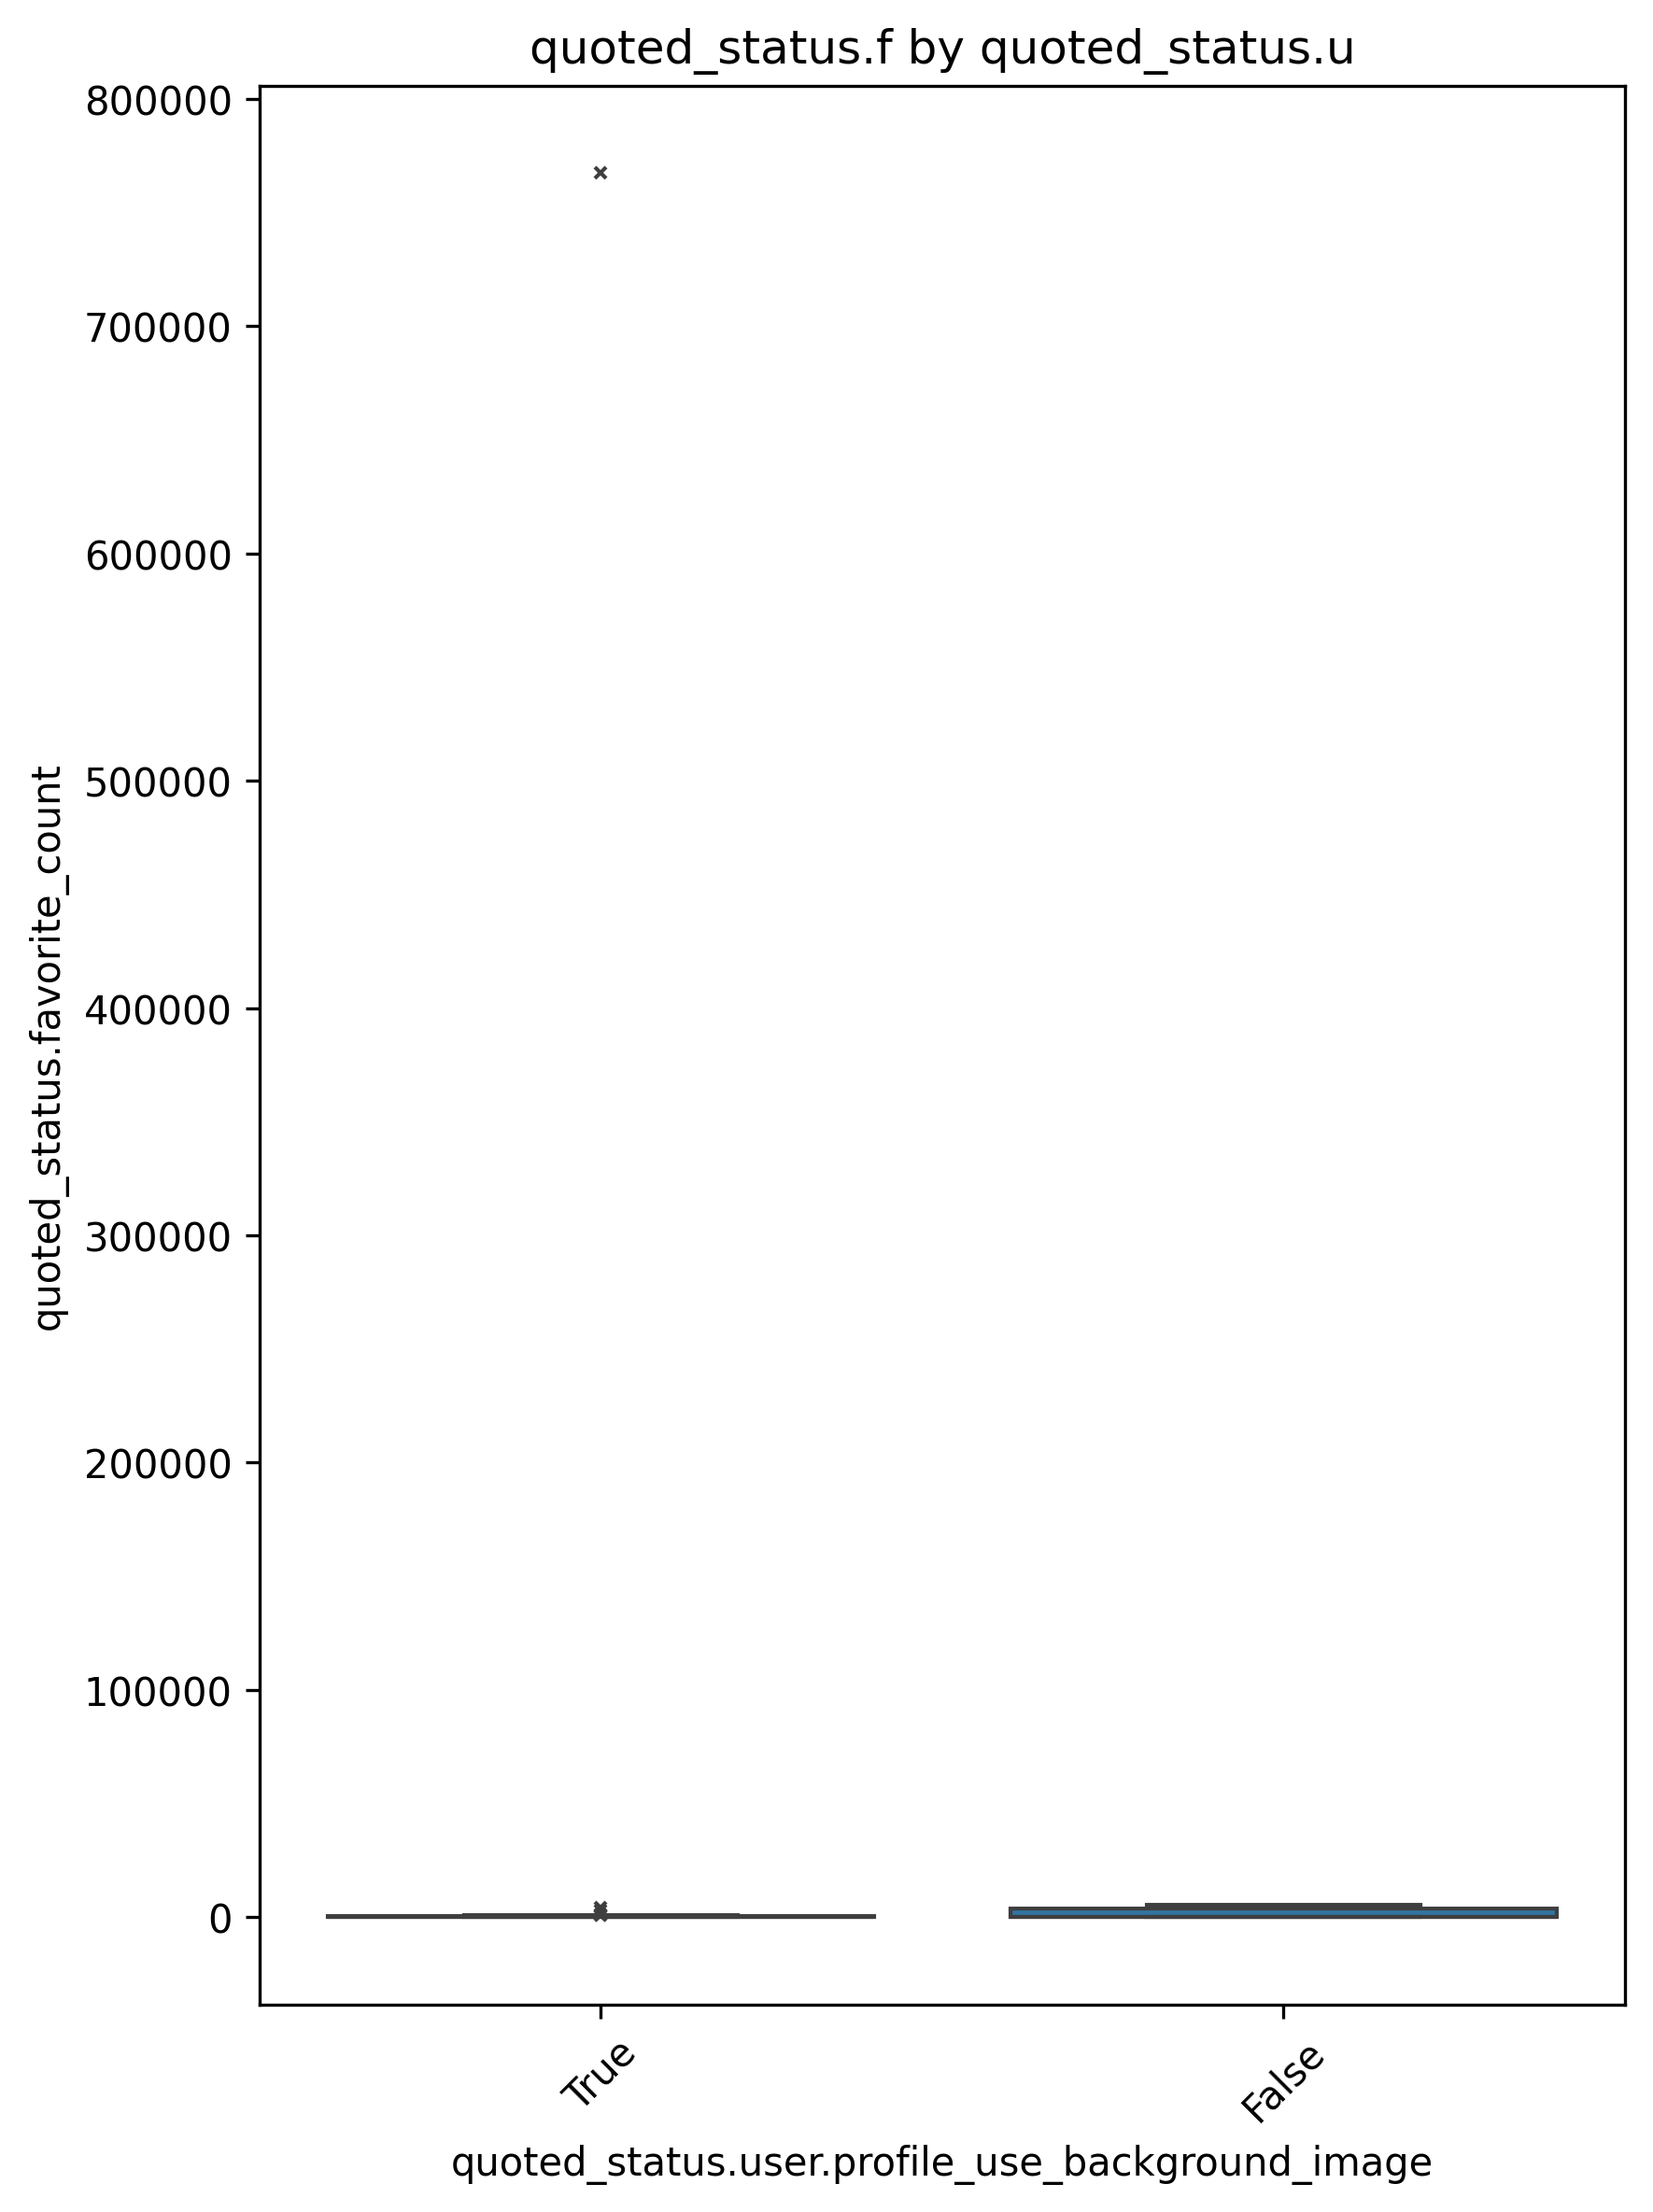 quoted_status.f by quoted_status.u
800000
700000
600000
500000
400000
300000
200000
100000
0
quoted_status.favorite_count
True
False
quoted_status.user.profile_use_background_image